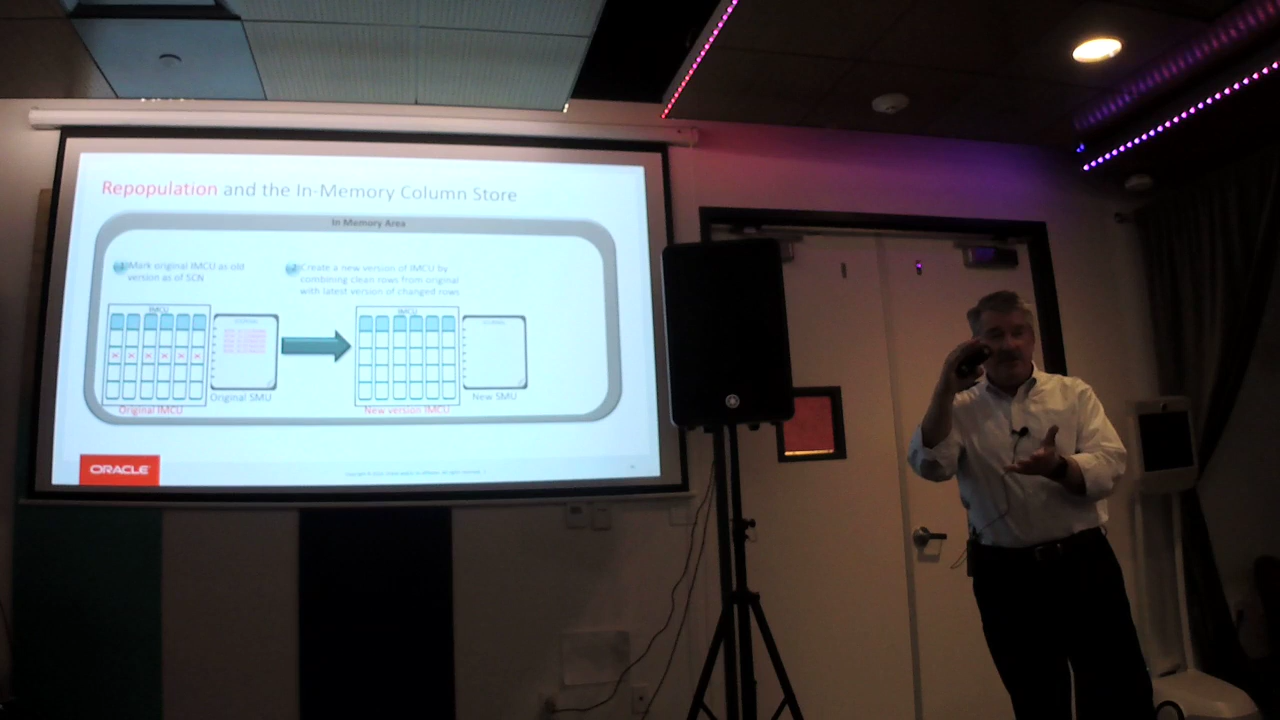 Repopulation and the In-Memory Column Store
In Memory Area
1 Mark original IMCU as old
version as of SCN
2 Create a new version of IMCU by
combining clean rows from original
with latest version of changed rows
IMCU
IMCU
Original IMCU
Original SMU
New version IMCU
New SMU
ORACLE